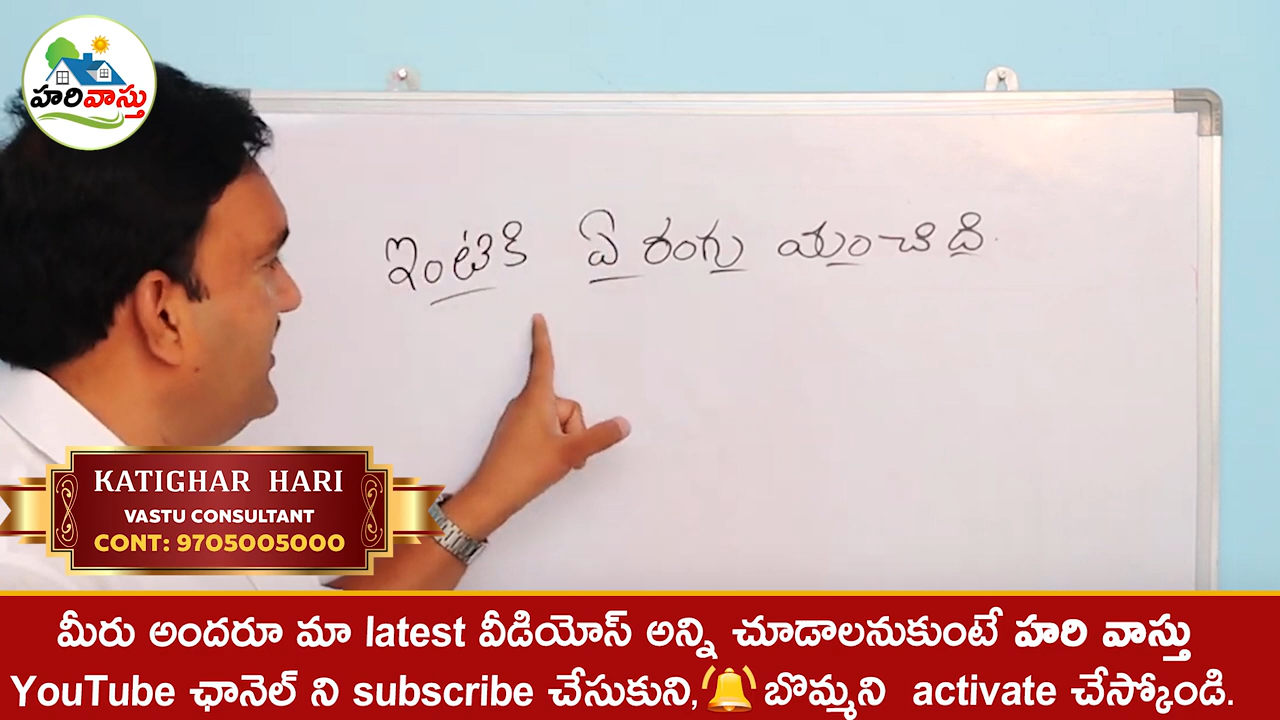 హరివాస్తు
ఇంటికి ఏ రంగు మంచిది.
KATIGHAR HARI
VASTU CONSULTANT
CONT: 9705005000
మీరు అందరూ మా latest వీడియోస్ అన్ని చూడాలనుకుంటే హరి వాస్తు
YouTube ఛానెల్ ని subscribe చేసుకుని, బొమ్మని activate చేస్కోండి.